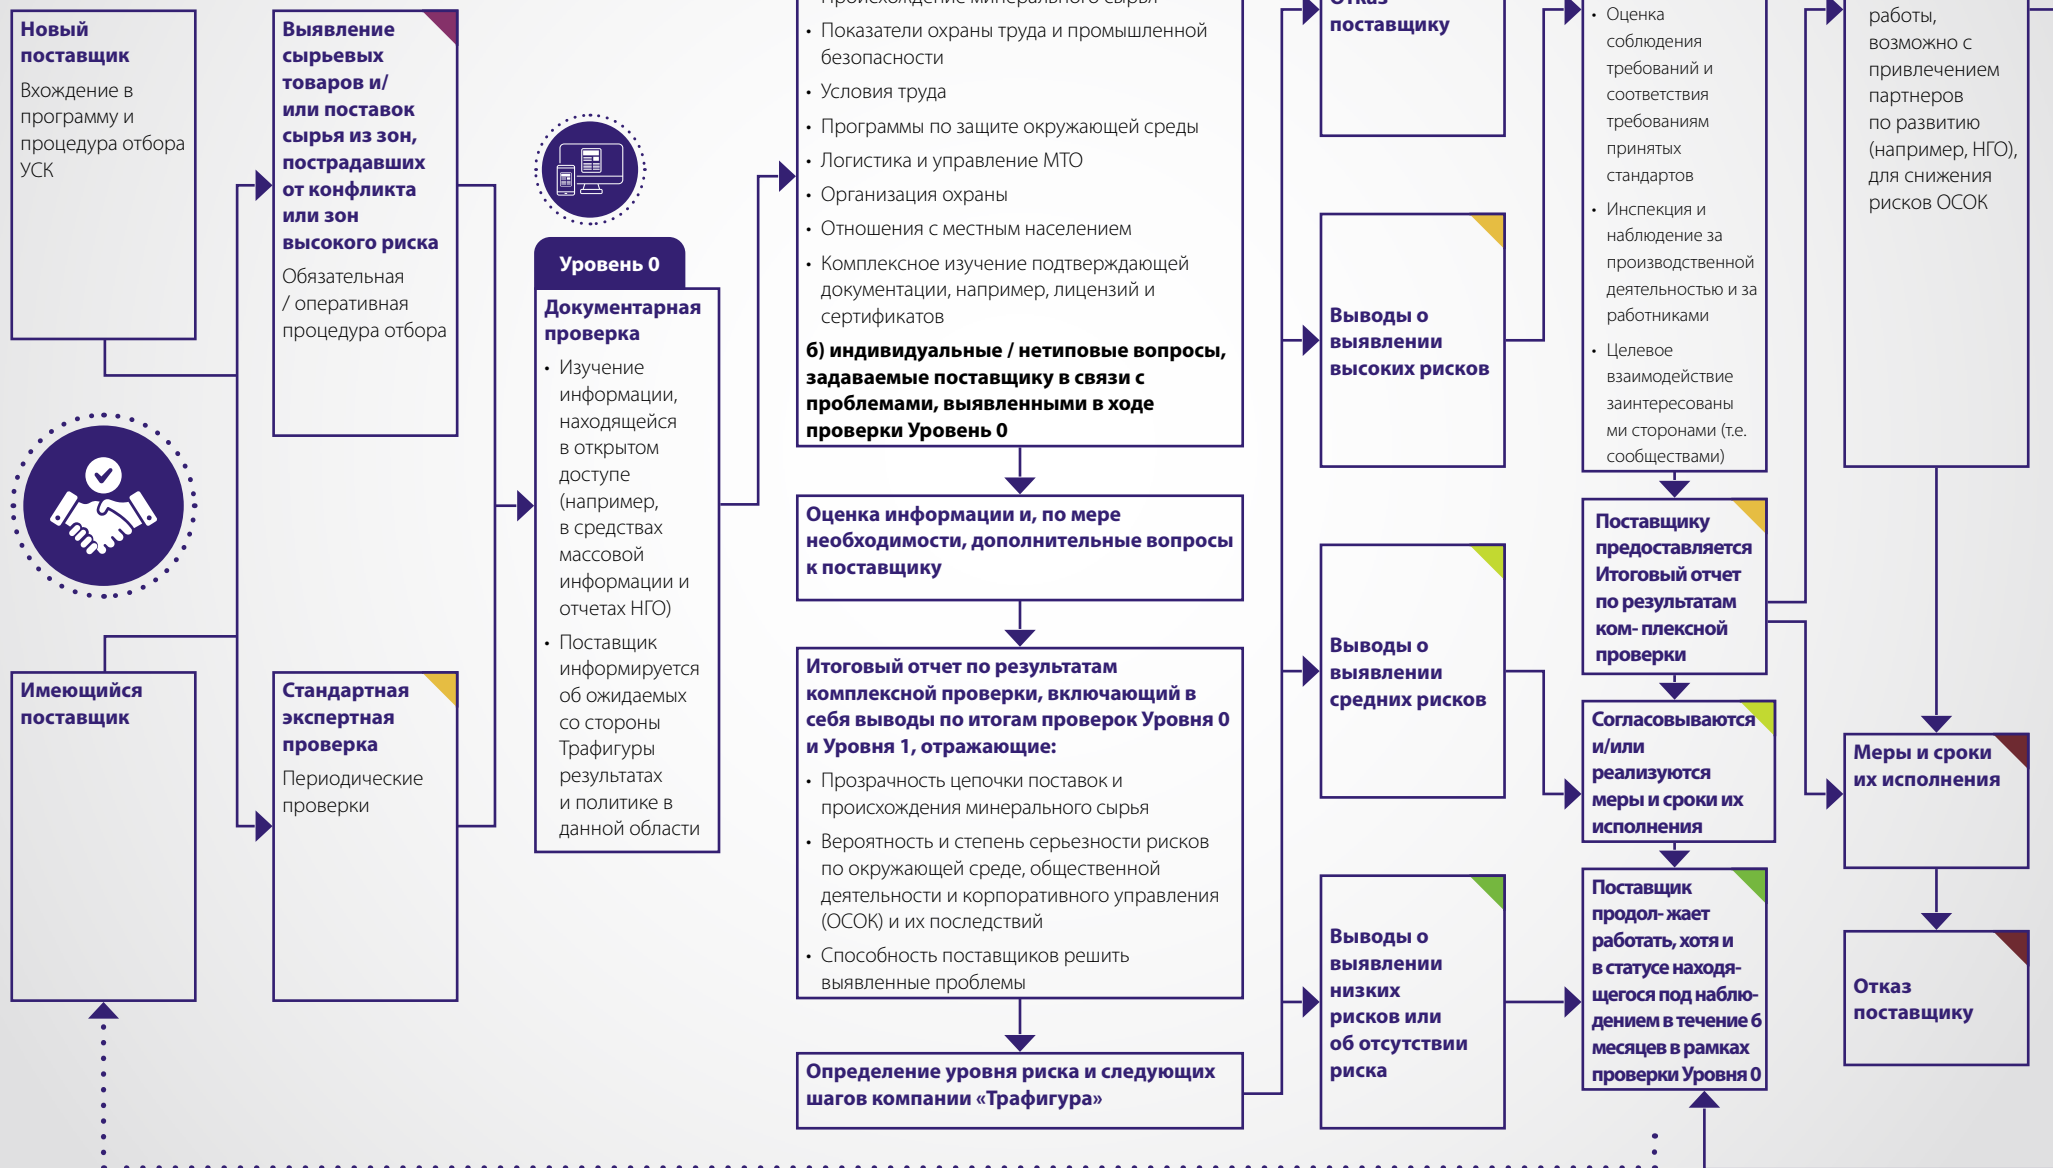 Новый
поставщик
Вхождение в
программу и
процедура отбора
УСК
Имеющийся
поставщик
Выявление
сырьевых
товаров и/
или поставок
сырья из зон,
пострадавших
от конфликта
или зон
высокого риска
Обязательная
/ оперативная
процедура отбора
Стандартная
экспертная
проверка
Периодические
проверки
Уровень 0
Документарная
проверка
• Изучение
информации,
находящейся
в открытом
доступе
(например,
в средствах
массовой
информации и
отчетах НГО)
• Поставщик
информируется
об ожидаемых
со стороны
Трафигуры
результатах
и политике в
данной области
Происхождение минерального сырья
• Показатели охраны труда и промышленной
безопасности
• Условия труда
• Программы по защите окружающей среды
• Логистика и управление МТО
• Организация охраны
• Отношения с местным населением
• Комплексное изучение подтверждающей
документации, например, лицензий и
сертификатов
б) индивидуальные / нетиповые вопросы,
задаваемые поставщику в связи с
проблемами, выявленными в ходе
проверки Уровень 0
Оценка информации и, по мере
необходимости, дополнительные вопросы
к поставщику
Итоговый отчет по результатам
комплексной проверки, включающий в
себя выводы по итогам проверок Уровня 0
и Уровня 1, отражающие:
• Прозрачность цепочки поставок и
происхождения минерального сырья
• Вероятность и степень серьезности рисков
по окружающей среде, общественной
деятельности и корпоративного управления
(ОСОК) и их последствий
• Способность поставщиков решить
выявленные проблемы
Определение уровня риска и следующих
шагов компании «Трафигура»
Отказ
поставщику
Выводы о
выявлении
высоких рисков
Выводы о
выявлении
средних рисков
Выводы о
выявлении
низких
рисков или
об отсутствии
риска
• Оценка
соблюдения
требований и
соответствия
требованиям
принятых
стандартов
• Инспекция и
наблюдение за
производственной
деятельностью и за
работниками
• Целевое
взаимодействие
заинтересованы
ми сторонами (т.е.
сообществами)
Поставщику
предоставляется
Итоговый отчет
по результатам
ком- плексной
проверки
Согласовываются
и/или
реализуются
меры и сроки их
исполнения
Поставщик
продол- жает
работать, хотя и
в статусе находя-
щегося под наблю-
дением в течение 6
месяцев в рамках
проверки Уровня 0
работы,
возможно с
привлечением
партнеров
по развитию
(например, НГО),
для снижения
рисков ОСОК
Меры и сроки
их исполнения
Отказ
поставщику